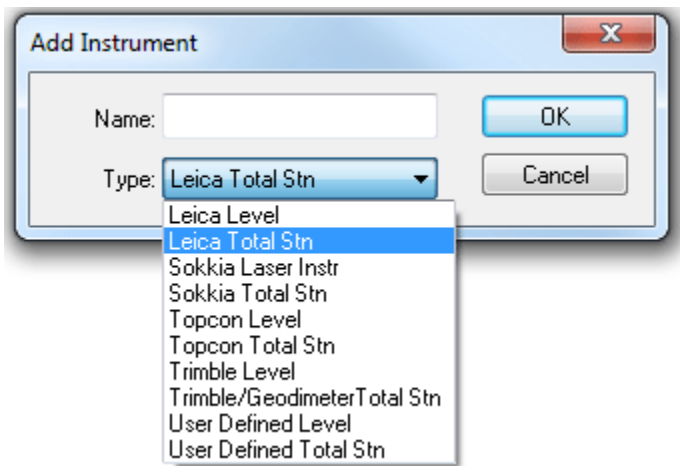 Add Instrument
Name:
OK
Type: Leica Total Stn
Cancel
Leica Level
Leica Total Stn
Sokkia Laser Instr
Sokkia Total Stn
Topcon Level
Topcon Total Stn
Trimble Level
Trimble/GeodimeterTotal Stn
User Defined Level
User Defined Total Stn